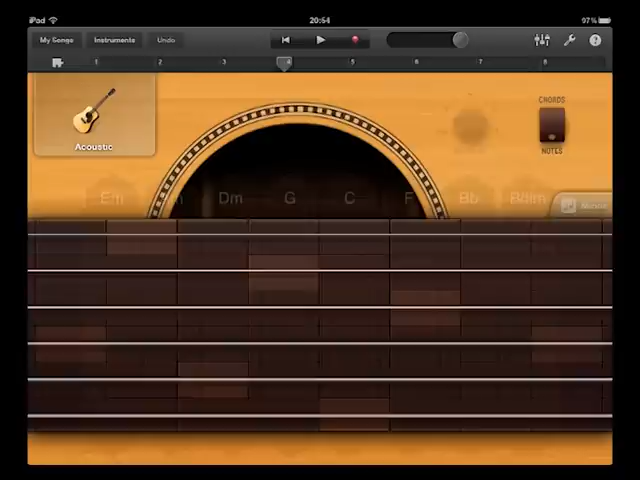 iPad 20:54 97%
My Songs Instruments Undo
1 2 3 4 5 6 7 8
CHORDS
Acoustic
NOTES
Em Dm G C F Bb Bdim